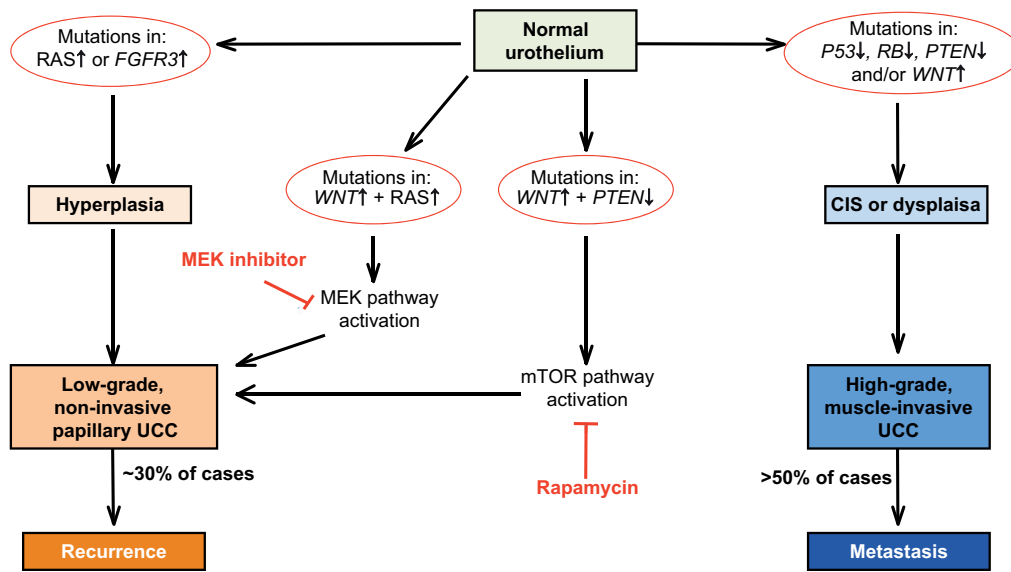 Mutations in:
RAS↑ or FGFR3↑
Normal
urothelium
Mutations in:
P53↓, RB↓, PTEN↓
and/or WNT↑
Mutations in:
WNT↑ + RAS↑
Mutations in:
WNT↑ + PTEN↓
Hyperplasia
CIS or dysplaisa
MEK inhibitor
MEK pathway
activation
mTOR pathway
activation
Low-grade,
non-invasive
papillary UCC
High-grade,
muscle-invasive
UCC
~30% of cases
Rapamycin
>50% of cases
Recurrence
Metastasis